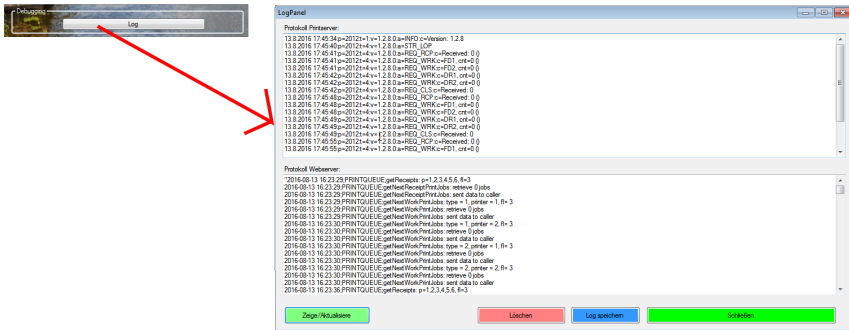 Debugging
Log
LogPanel
Protokoll Printserver:
13.8.2016 17:45:34;p=2012;t=1;v=1.2.8.0;a=INFO;c=Version: 1.2.8
13.8.2016 17:45:40;p=2012;t=4;v=1.2.8.0;a=STR_LOP
13.8.2016 17:45:41;p=2012;t=4;v=1.2.8.0;a=REQ_RCP;c=Received: 0 ()
13.8.2016 17:45:41;p=2012;t=4;v=1.2.8.0;a=REQ_WRK;c=FD1, cnt=0 ()
13.8.2016 17:45:41;p=2012;t=4;v=1.2.8.0;a=REQ_WRK;c=FD2, cnt=0 ()
13.8.2016 17:45:42;p=2012;t=4;v=1.2.8.0;a=REQ_WRK;c=DR1, cnt=0 ()
13.8.2016 17:45:42;p=2012;t=4;v=1.2.8.0;a=REQ_WRK;c=DR2, cnt=0 ()
13.8.2016 17:45:42;p=2012;t=4;v=1.2.8.0;a=REQ_CLS;c=Received: 0
13.8.2016 17:45:48;p=2012;t=4;v=1.2.8.0;a=REQ_RCP;c=Received: 0 ()
13.8.2016 17:45:48;p=2012;t=4;v=1.2.8.0;a=REQ_WRK;c=FD1, cnt=0 ()
13.8.2016 17:45:48;p=2012;t=4;v=1.2.8.0;a=REQ_WRK;c=FD2, cnt=0 ()
13.8.2016 17:45:49;p=2012;t=4;v=1.2.8.0;a=REQ_WRK;c=DR1, cnt=0 ()
13.8.2016 17:45:49;p=2012;t=4;v=1.2.8.0;a=REQ_WRK;c=DR2, cnt=0 ()
13.8.2016 17:45:49;p=2012;t=4;v=1.2.8.0;a=REQ_CLS;c=Received: 0
13.8.2016 17:45:55;p=2012;t=4;v=1.2.8.0;a=REQ_RCP;c=Received: 0 ()
13.8.2016 17:45:55;p=2012;t=4;v=1.2.8.0;a=REQ_WRK;c=FD1, cnt=0 ()
Protokoll Webserver:
"2016-08-13 16:23:29;PRINTQUEUE;getReceipts: p=1,2,3,4,5,6, fl=3
2016-08-13 16:23:29;PRINTQUEUE;getNextReceiptPrintJobs: retrieve 0 jobs
2016-08-13 16:23:29;PRINTQUEUE;getNextReceiptPrintJobs: sent data to caller
2016-08-13 16:23:30;PRINTQUEUE;getNextWorkPrintJobs: type = 1, printer = 1, fl= 3
2016-08-13 16:23:30;PRINTQUEUE;getNextWorkPrintJobs: retrieve 0 jobs
2016-08-13 16:23:30;PRINTQUEUE;getNextWorkPrintJobs: sent data to caller
2016-08-13 16:23:30;PRINTQUEUE;getNextWorkPrintJobs: type = 1, printer = 2, fl= 3
2016-08-13 16:23:30;PRINTQUEUE;getNextWorkPrintJobs: retrieve 0 jobs
2016-08-13 16:23:30;PRINTQUEUE;getNextWorkPrintJobs: sent data to caller
2016-08-13 16:23:30;PRINTQUEUE;getNextWorkPrintJobs: type = 2, printer = 1, fl= 3
2016-08-13 16:23:30;PRINTQUEUE;getNextWorkPrintJobs: retrieve 0 jobs
2016-08-13 16:23:30;PRINTQUEUE;getNextWorkPrintJobs: sent data to caller
2016-08-13 16:23:30;PRINTQUEUE;getNextWorkPrintJobs: type = 2, printer = 2, fl= 3
2016-08-13 16:23:30;PRINTQUEUE;getNextWorkPrintJobs: retrieve 0 jobs
2016-08-13 16:23:30;PRINTQUEUE;getNextWorkPrintJobs: sent data to caller
2016-08-13 16:23:36;PRINTQUEUE;getReceipts: p=1,2,3,4,5,6, fl=3
Zeige/Aktualisiere
Löschen
Log speichern
Schließen